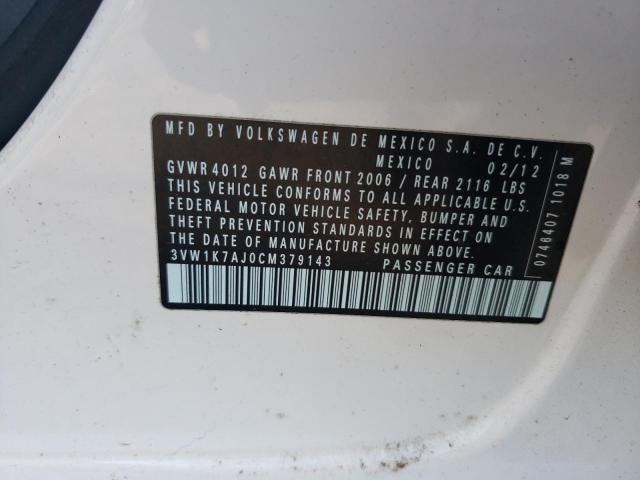 MFD BY VOLKSWAGEN DE MEXICO S.A. DE C.V.
MEXICO 02/12
GVWR 4012 GAWR FRONT 2006 / REAR 2116 LBS
THIS VEHICLE CONFORMS TO ALL APPLICABLE U.S.
FEDERAL MOTOR VEHICLE SAFETY, BUMPER AND
THEFT PREVENTION STANDARDS IN EFFECT ON THE
DATE OF MANUFACTURE SHOWN ABOVE.
3VW1K7AJ0CM379143 PASSENGER CAR
0746407 1018 M